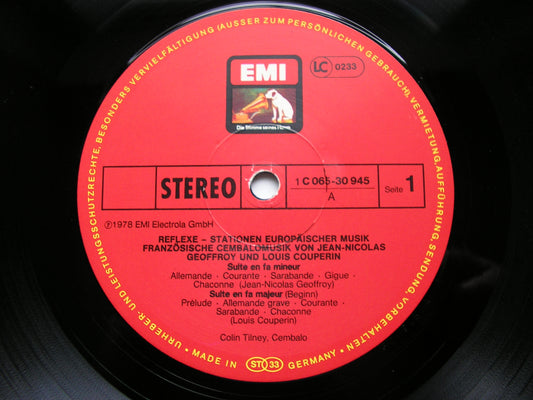 URHEBER- UND LEISTUNGSSCHUTZRECHTE, BESONDERS VERVIELFÄLTIGUNG (AUSSER ZUM PERSÖNLICHEN GEBRAUCH), VERMIETUNG, AUFFÜHRUNG, SENDUNG VORBEHALTEN
EMI
LC 0233
Die Stimme seines Herrn
STEREO
1 C 065-30 945
A
Seite 1
Ⓟ1978 EMI Electrola GmbH
REFLEXE – STATIONEN EUROPÄISCHER MUSIK
FRANZÖSISCHE CEMBALOMUSIK VON JEAN-NICOLAS
GEOFFROY UND LOUIS COUPERIN
Suite en fa mineur
Allemande · Courante · Sarabande · Gigue ·
Chaconne (Jean-Nicolas Geoffroy)
Suite en fa majeur (Beginn)
Prélude · Allemande grave · Courante ·
Sarabande · Chaconne
(Louis Couperin)
Colin Tilney, Cembalo
• MADE IN ST 33 GERMANY •